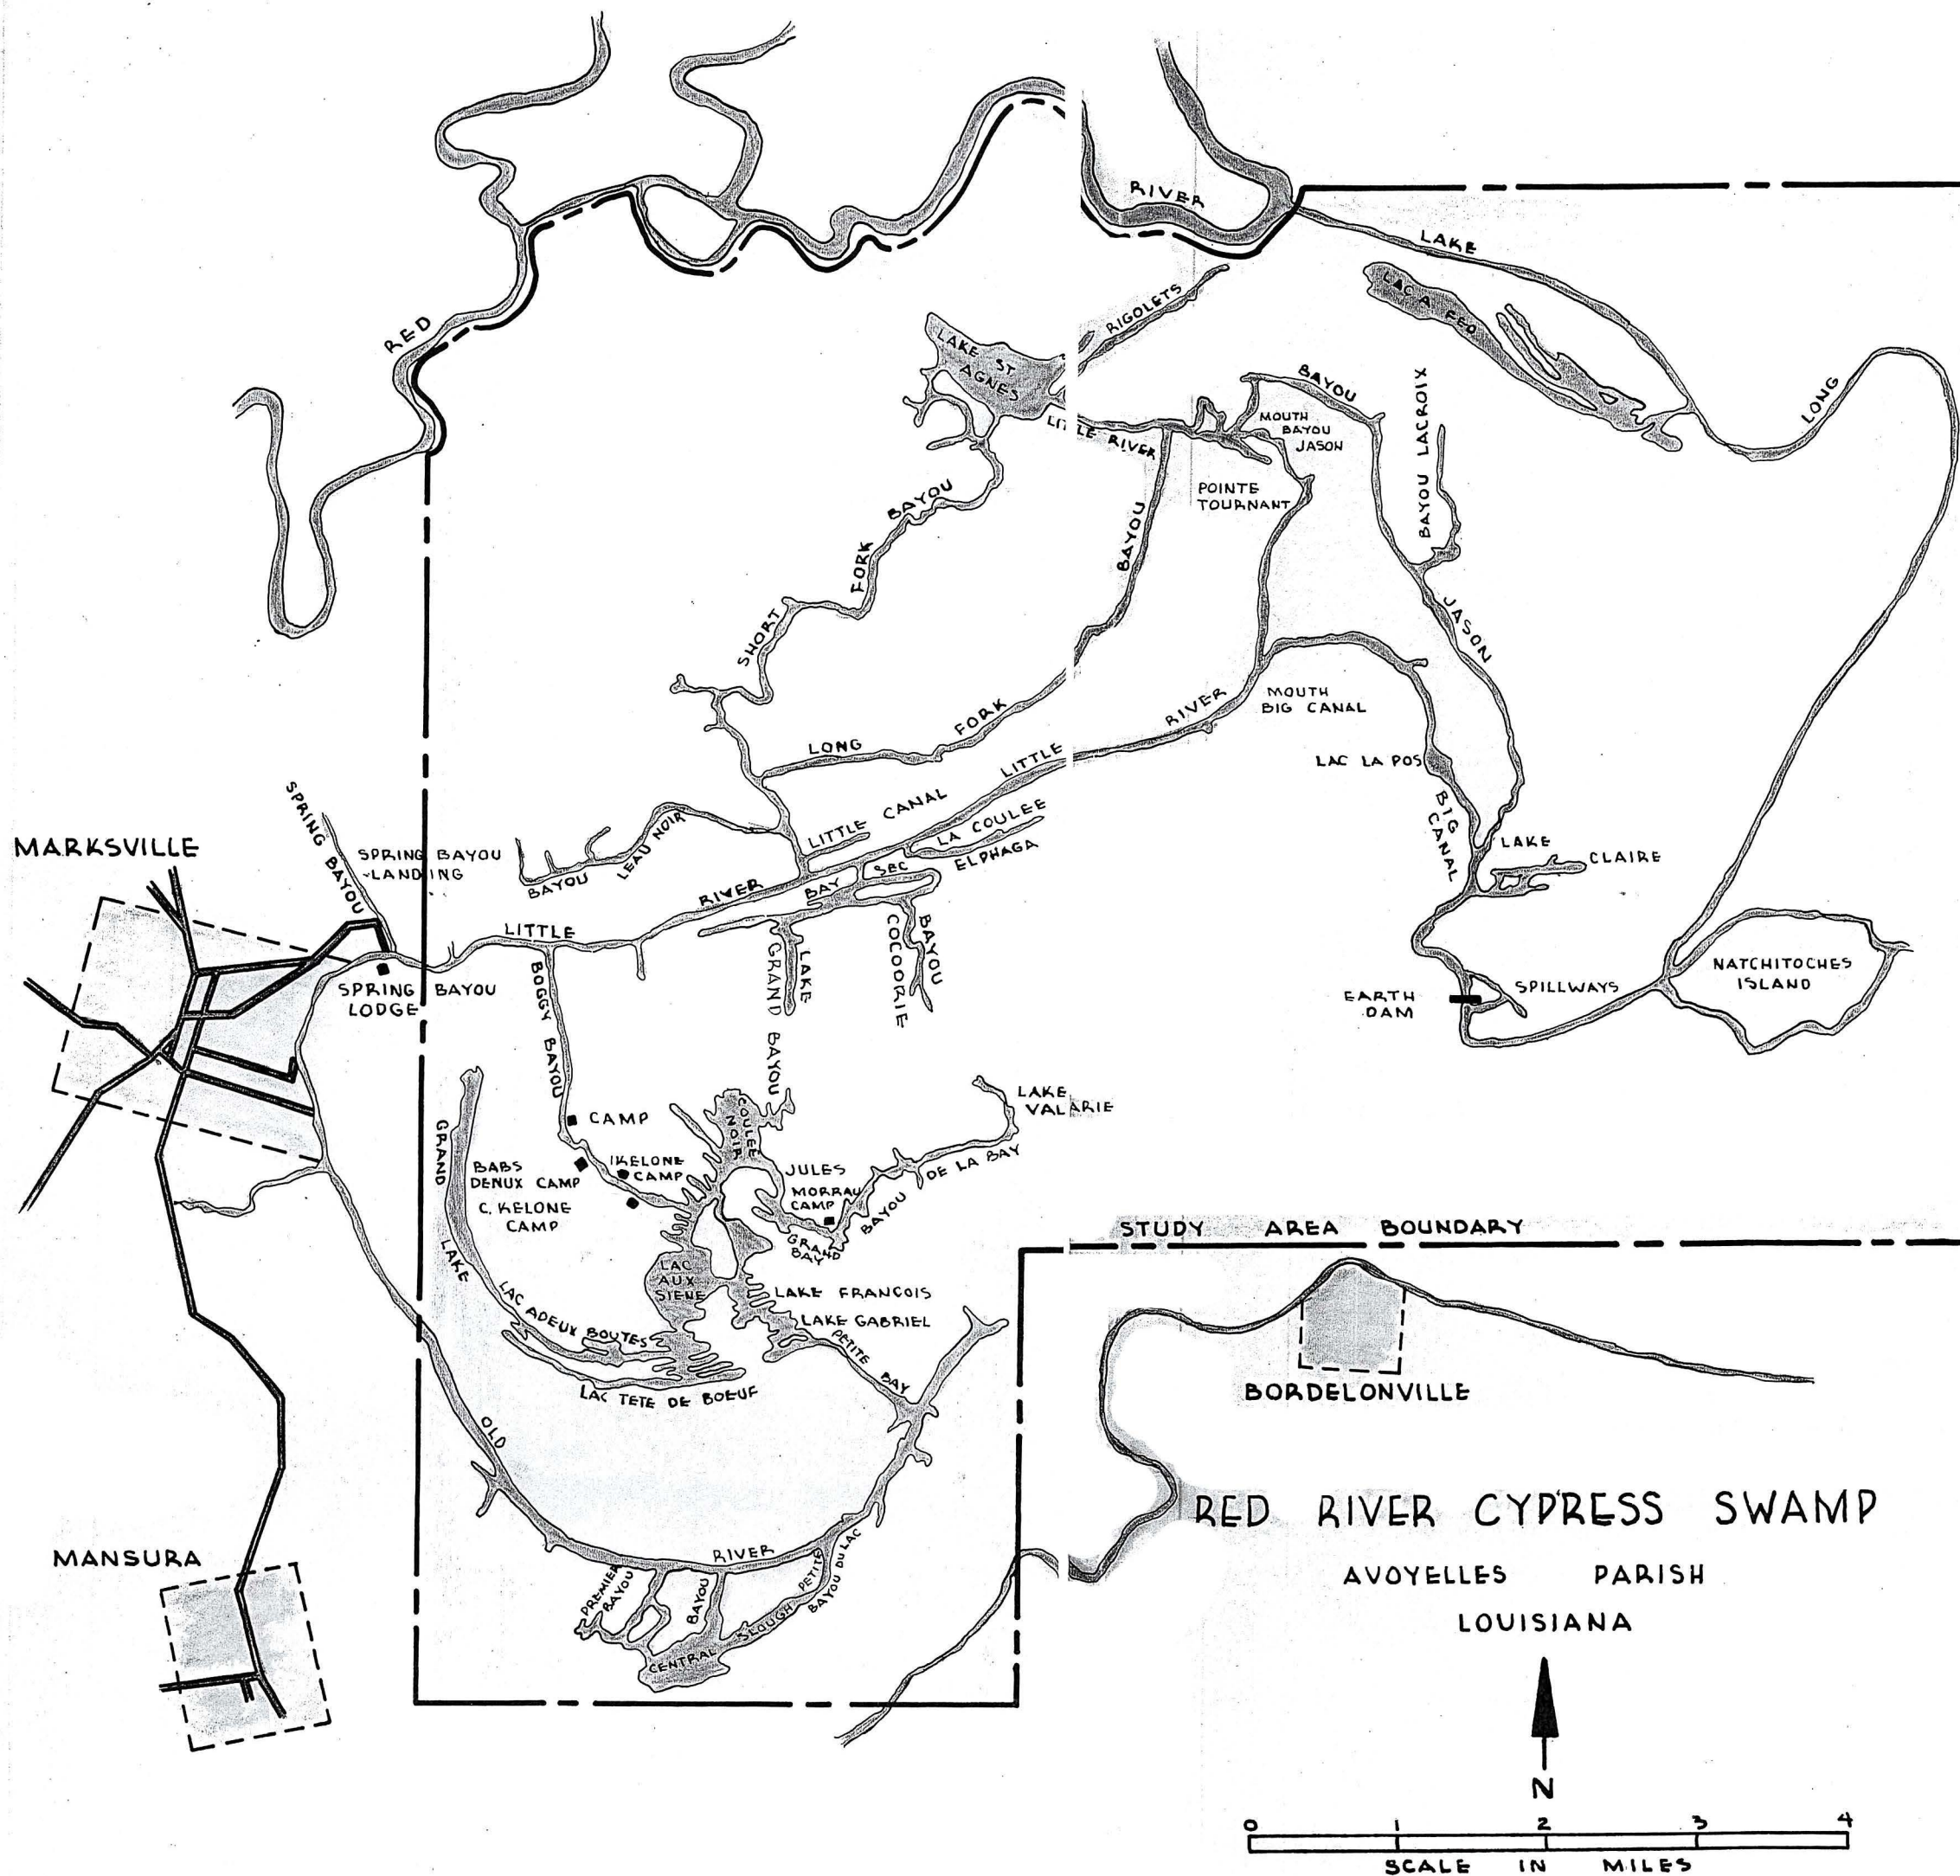 RIVER
LAKE
LAC A FEQ
RIGOLETS
RED
LAKE ST
AGNES
LITTLE RIVER
BAYOU
MOUTH
BAYOU
JASON
BAYOU LACROIX
LONG
POINTE
TOURNANT
BAYOU
FORK
SHORT
BAYOU
JASON
LONG
FORK
LITTLE
RIVER
MOUTH
BIG CANAL
LAC LA POS
BIG
CANAL
LAKE
CLAIRE
SPRING BAYOU
MARKSVILLE
SPRING BAYOU
LANDING
BAYOU
LEAU NOIR
LITTLE CANAL
LA COULEE
ELPHAGA
BAY
SEC
RIVER
LITTLE
SPRING BAYOU
LODGE
BOGGY BAYOU
GRAND BAYOU
LAKE
COCODRIE
BAYOU
EARTH
DAM
SPILLWAYS
NATCHITOCHES
ISLAND
CAMP
COULEE
NOIR
LAKE
VALARIE
GRAND
LAKE
BABS
DENUX CAMP
IKELONE
CAMP
C. KELONE
CAMP
JULES
MORRAU
CAMP
GRAND
BAY
BAYOU
DE LA BAY
LAC
AUX
SIENE
LAKE FRANCOIS
LAKE GABRIEL
LAC ADEUX BOUTES
LAC TETE DE BOEUF
PETITE
BAY
STUDY AREA BOUNDARY
BORDELONVILLE
OLD
RIVER
PREMIER
BAYOU
BAYOU
CENTRAL
SLOUGH
PETITE
BAYOU DU LAC
MANSURA
RED RIVER CYPRESS SWAMP
AVOYELLES PARISH
LOUISIANA
N
0 1 2 3 4
SCALE IN MILES